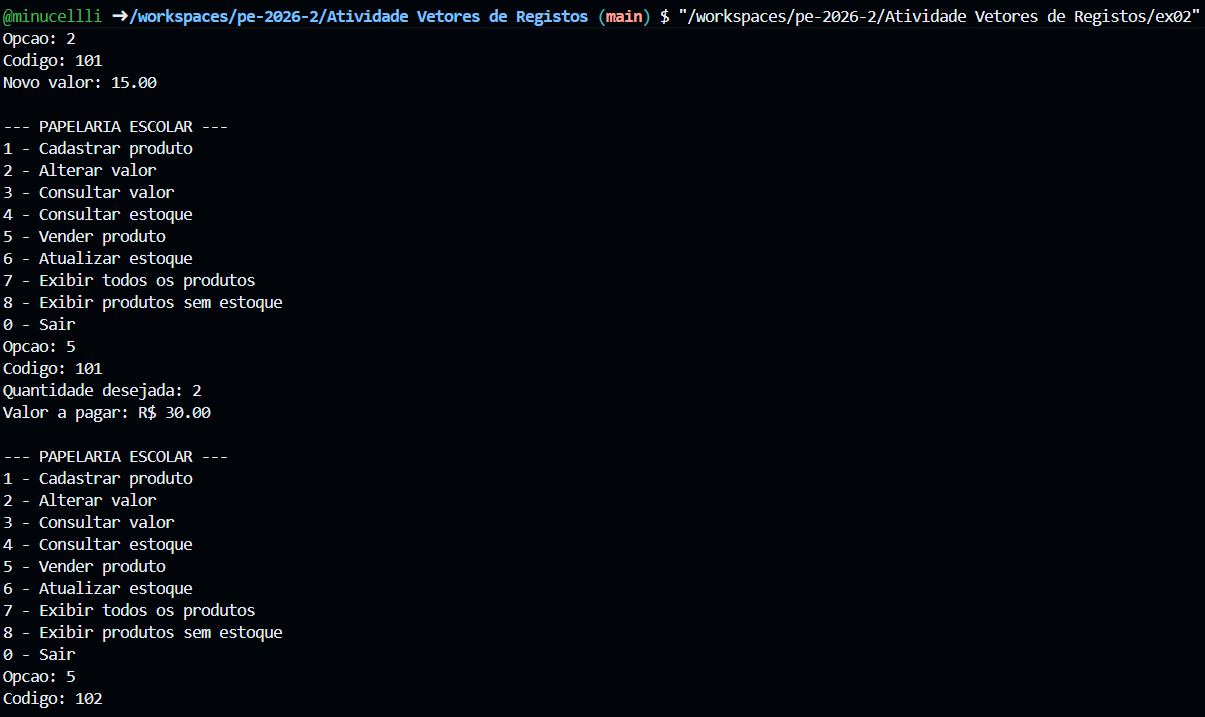 @minucellli ➜/workspaces/pe-2026-2/Atividade Vetores de Registos (main) $ "/workspaces/pe-2026-2/Atividade Vetores de Registos/ex02"
Opcao: 2
Codigo: 101
Novo valor: 15.00
--- PAPELARIA ESCOLAR ---
1 - Cadastrar produto
2 - Alterar valor
3 - Consultar valor
4 - Consultar estoque
5 - Vender produto
6 - Atualizar estoque
7 - Exibir todos os produtos
8 - Exibir produtos sem estoque
0 - Sair
Opcao: 5
Codigo: 101
Quantidade desejada: 2
Valor a pagar: R$ 30.00
--- PAPELARIA ESCOLAR ---
1 - Cadastrar produto
2 - Alterar valor
3 - Consultar valor
4 - Consultar estoque
5 - Vender produto
6 - Atualizar estoque
7 - Exibir todos os produtos
8 - Exibir produtos sem estoque
0 - Sair
Opcao: 5
Codigo: 102